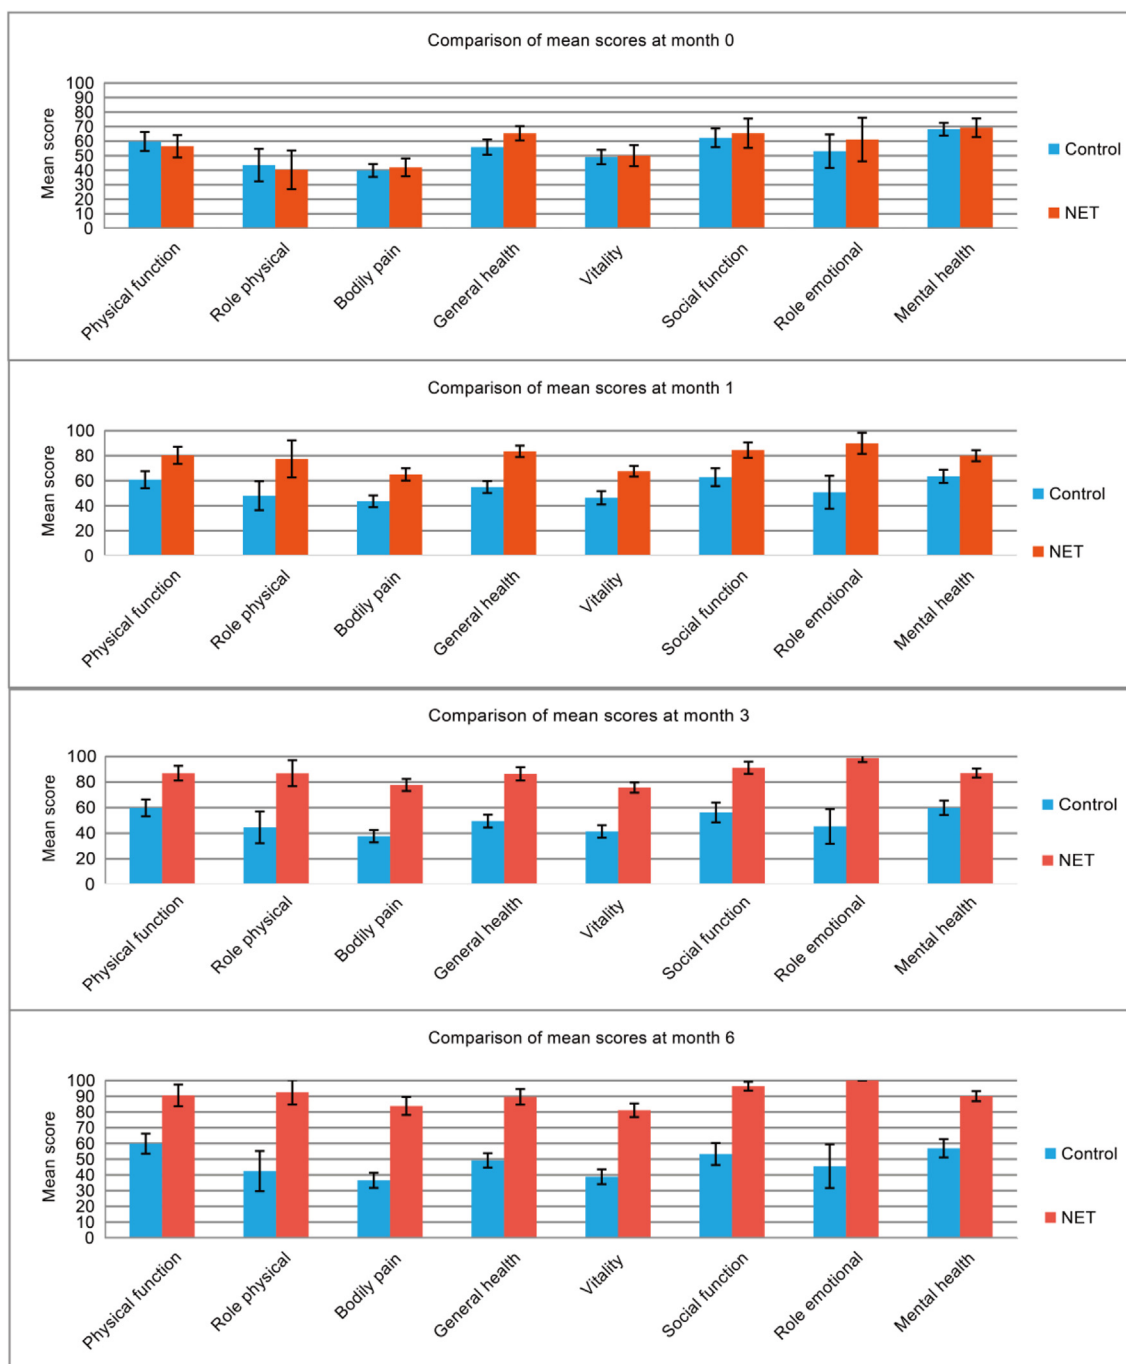 Comparison of mean scores at month 0
Mean score
100
90
80
70
60
50
40
30
20
10
0
Physical function
Role physical
Bodily pain
General health
Vitality
Social function
Role emotional
Mental health
Control
NET
Comparison of mean scores at month 1
Mean score
100
80
60
40
20
0
Physical function
Role physical
Bodily pain
General health
Vitality
Social function
Role emotional
Mental health
Control
NET
Comparison of mean scores at month 3
Mean score
100
80
60
40
20
0
Physical function
Role physical
Bodily pain
General health
Vitality
Social function
Role emotional
Mental health
Control
NET
Comparison of mean scores at month 6
Mean score
100
90
80
70
60
50
40
30
20
10
0
Physical function
Role physical
Bodily pain
General health
Vitality
Social function
Role emotional
Mental health
Control
NET